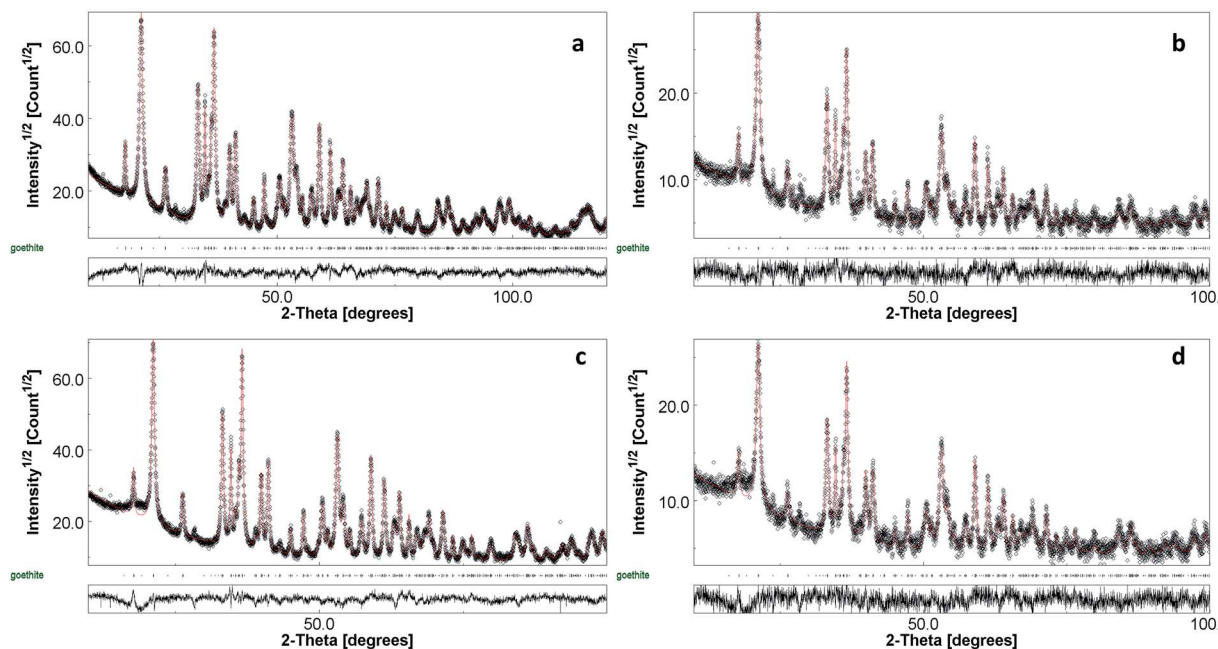 a
Intensity1/2 [Count1/2]
60.0
40.0
20.0
goethite
50.0
100.0
2-Theta [degrees]
b
Intensity1/2 [Count1/2]
20.0
10.0
50.0
100.
2-Theta [degrees]
c
Intensity1/2 [Count1/2]
60.0
40.0
20.0
goethite
50.0
2-Theta [degrees]
d
Intensity1/2 [Count1/2]
20.0
10.0
50.0
100.
2-Theta [degrees]